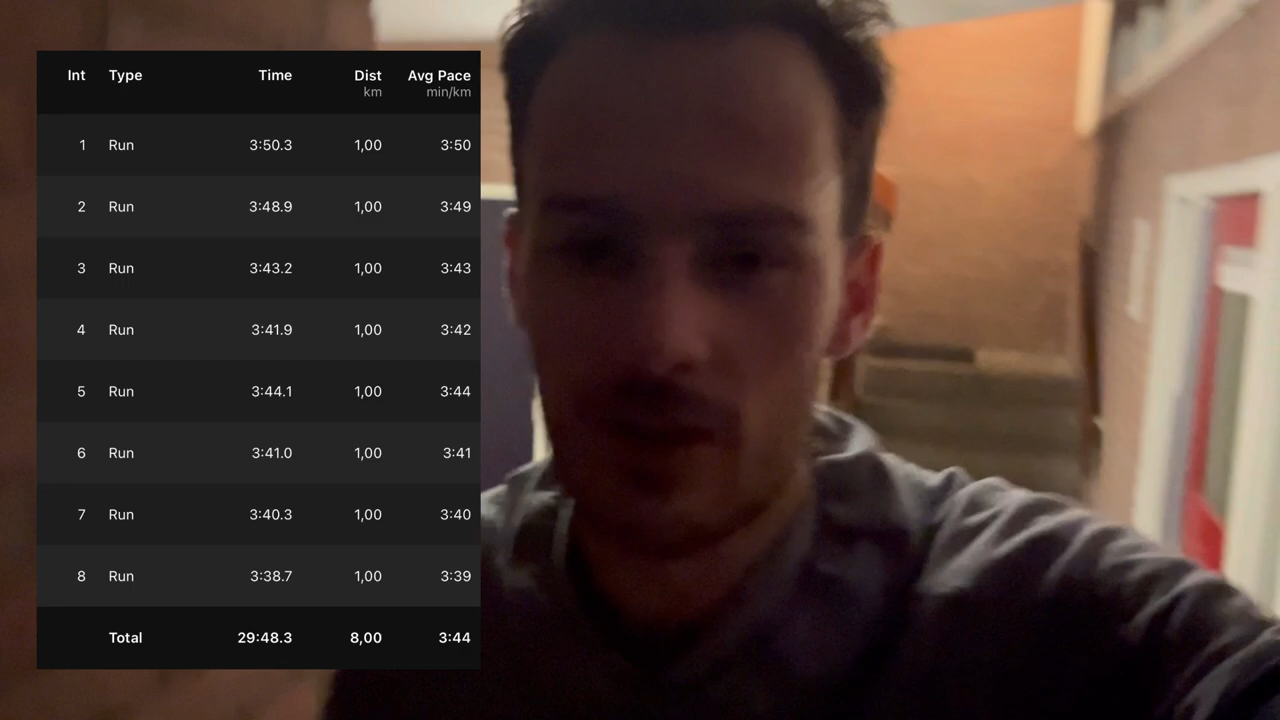 Int Type Time Dist Avg Pace
km min/km
1 Run 3:50.3 1,00 3:50
2 Run 3:48.9 1,00 3:49
3 Run 3:43.2 1,00 3:43
4 Run 3:41.9 1,00 3:42
5 Run 3:44.1 1,00 3:44
6 Run 3:41.0 1,00 3:41
7 Run 3:40.3 1,00 3:40
8 Run 3:38.7 1,00 3:39
Total 29:48.3 8,00 3:44